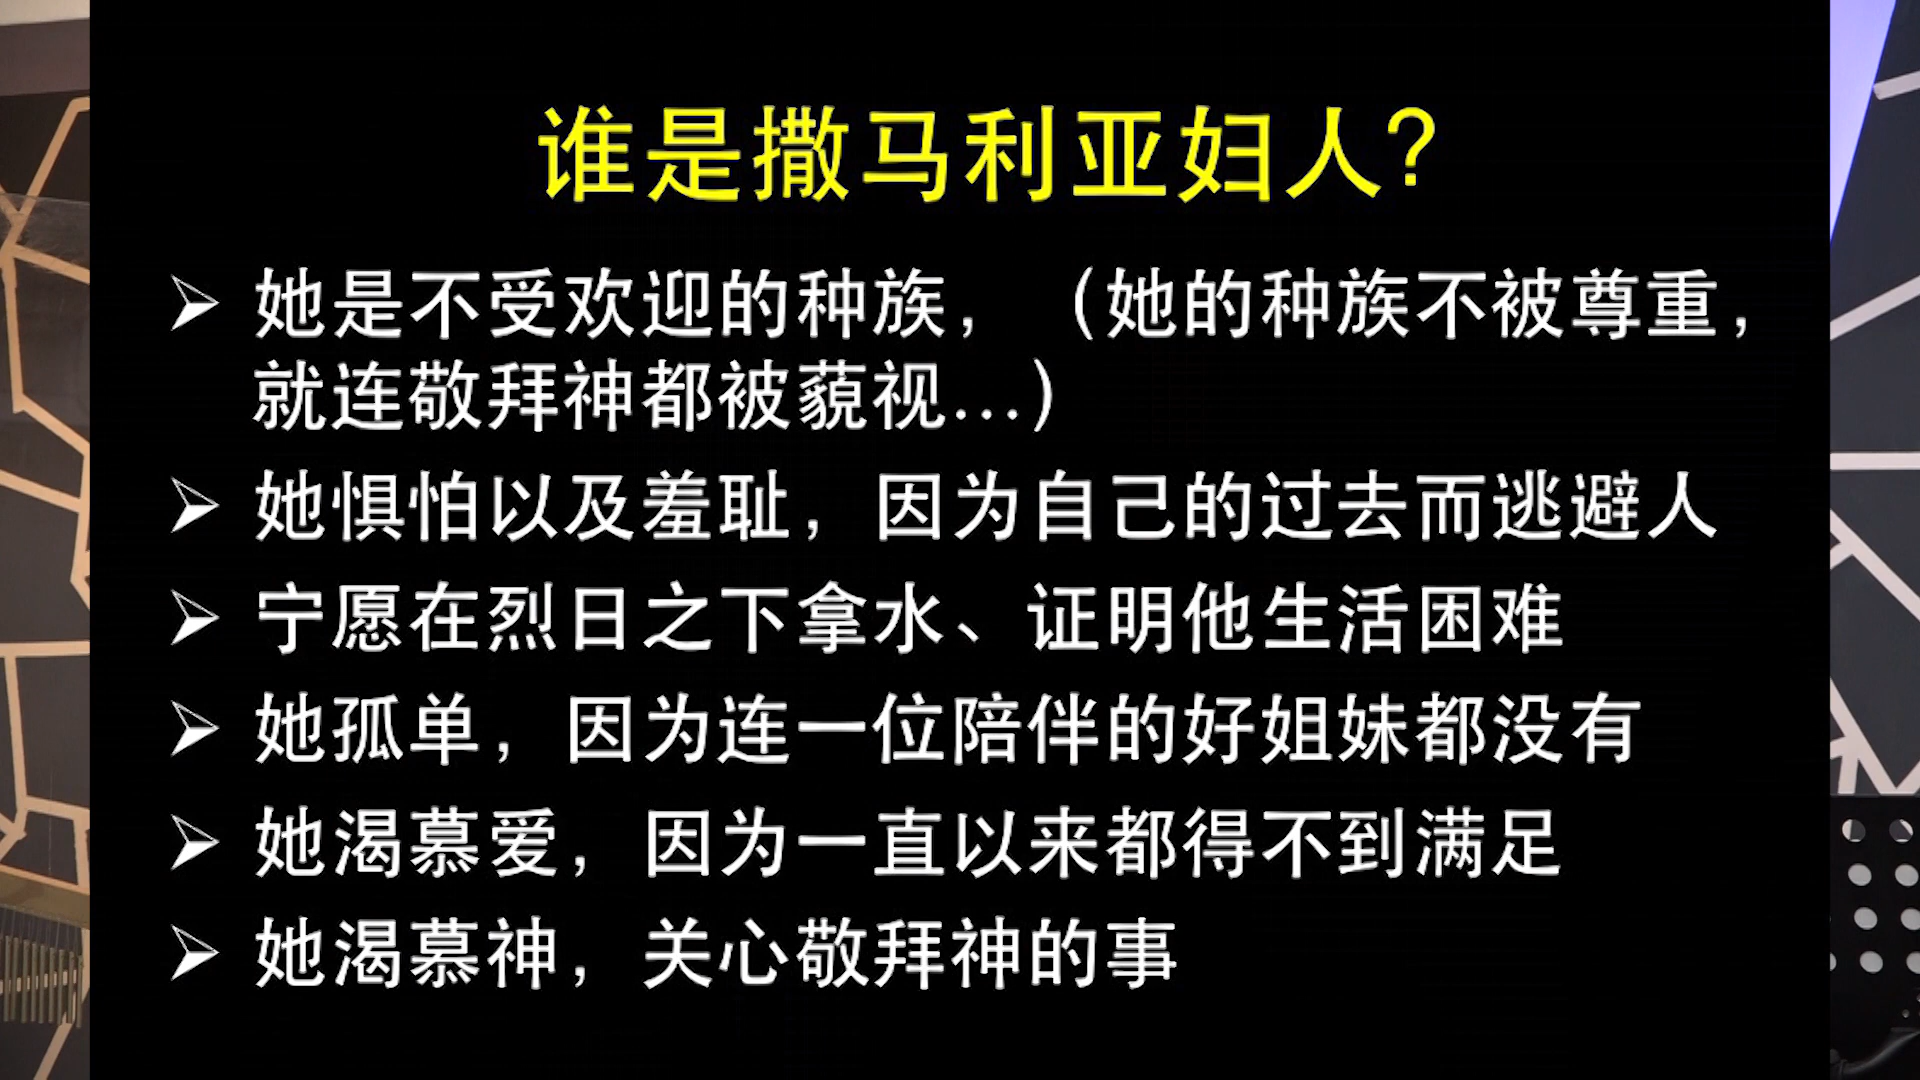 谁是撒马利亚妇人？
➢ 她是不受欢迎的种族，（她的种族不被尊重，
就连敬拜神都被藐视…）
➢ 她惧怕以及羞耻，因为自己的过去而逃避人
➢ 宁愿在烈日之下拿水、证明他生活困难
➢ 她孤单，因为连一位陪伴的好姐妹都没有
➢ 她渴慕爱，因为一直以来都得不到满足
➢ 她渴慕神，关心敬拜神的事